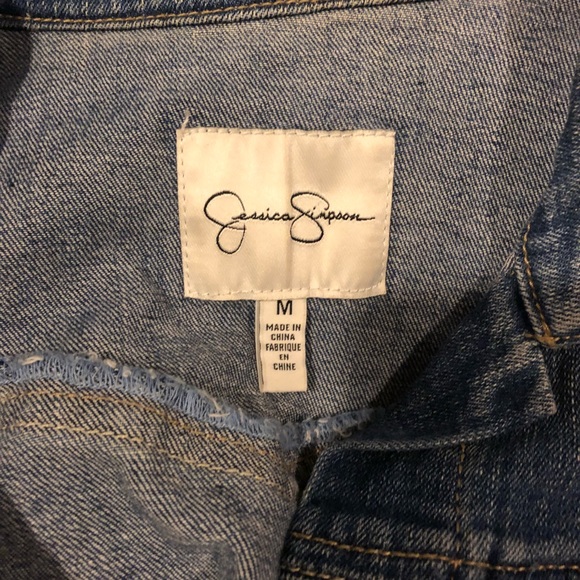 Jessica Simpson
M
MADE IN
CHINA
FABRIQUE
EN
CHINE